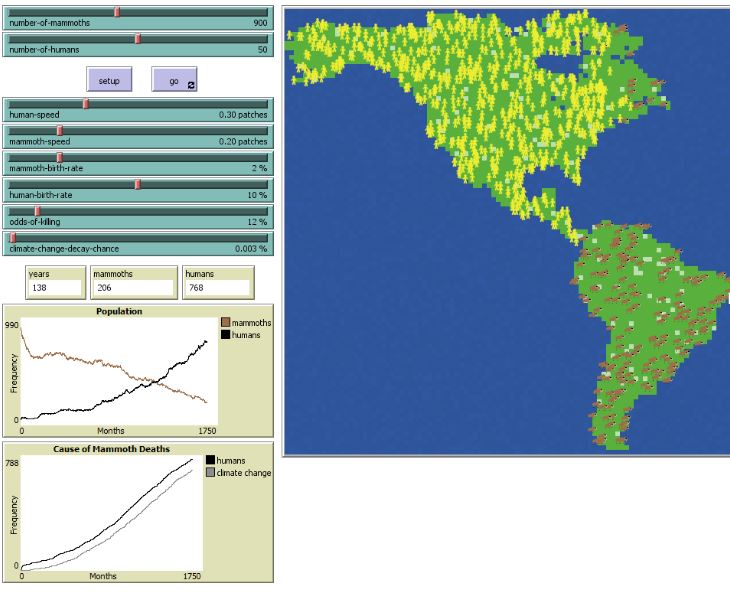 number-of-mammoths 900
number-of-humans 50
setup go
human-speed 0.30 patches
mammoth-speed 0.20 patches
mammoth-birth-rate 2 %
human-birth-rate 10 %
odds-of-killing 12 %
climate-change-decay-chance 0.003 %
years mammoths humans
138 206 768
Population
990
mammoths
humans
Frequency
0
0 Months 1750
Cause of Mammoth Deaths
788
humans
climate change
Frequency
0
0 Months 1750